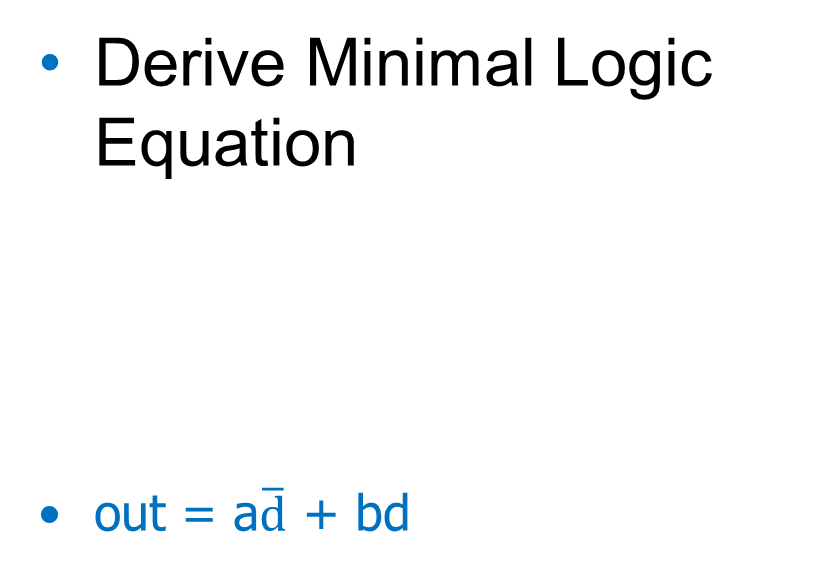 • Derive Minimal Logic
Equation
• out = ad̅ + bd